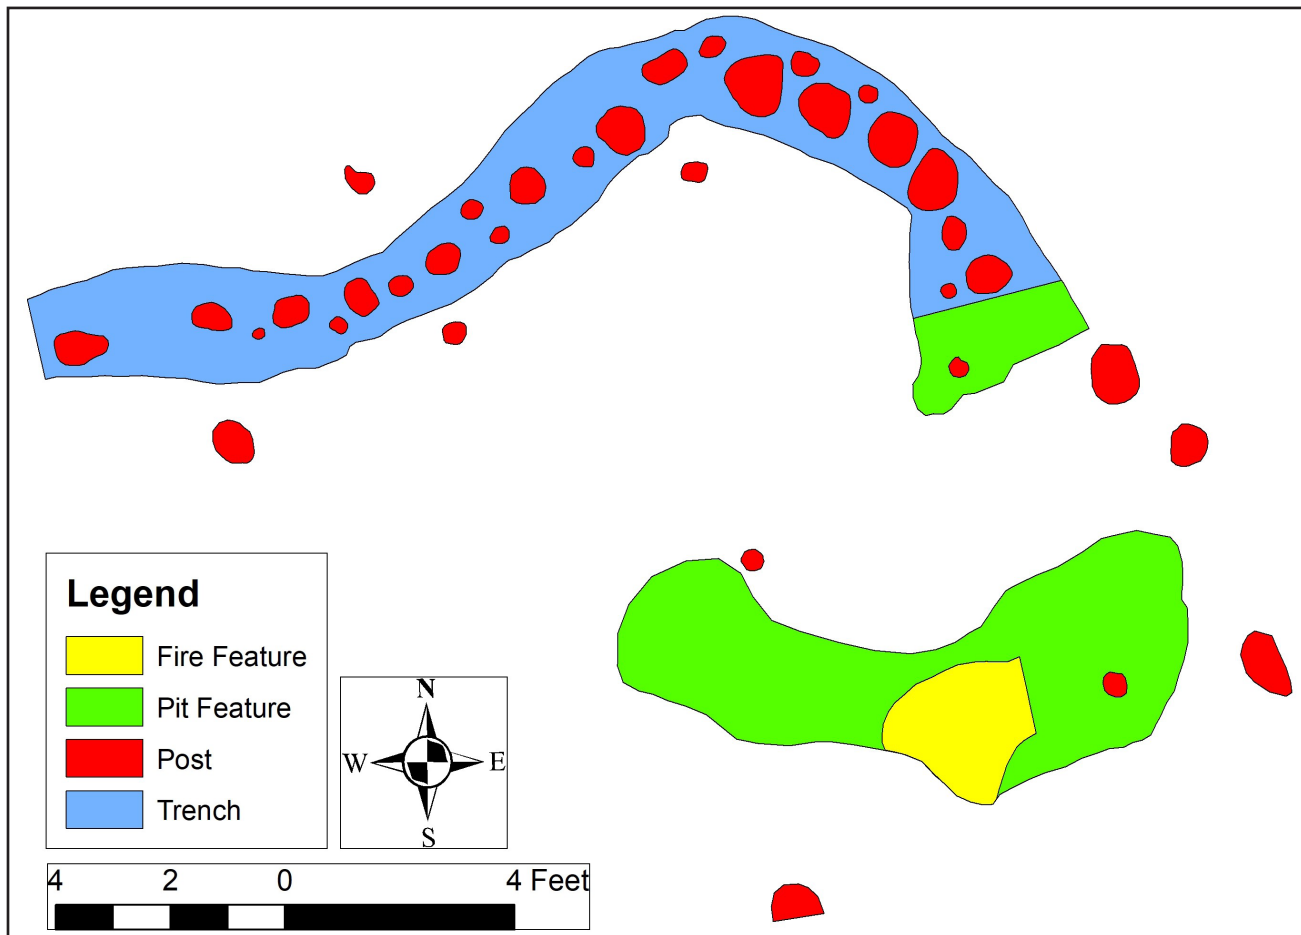 Legend
Fire Feature
Pit Feature
Post
Trench
N
W E
S
4 2 0 4 Feet